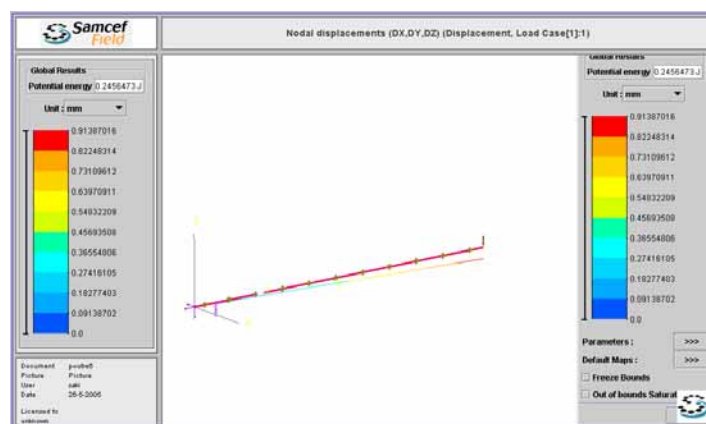 Samcef
Field
Nodal displacements (DX,DY,DZ) (Displacement, Load Case[1]:1)
Global Results
Potential energy 0.2456473 J
Unit : mm
0.91387016
0.82248314
0.73109612
0.63970911
0.54832209
0.45693508
0.36554806
0.27416105
0.18277403
0.09138702
0.0
Document
Picture Picture
User
Date 26-5-2005
Licensed to
unknown
Global Results
Potential energy 0.2456473 J
Unit : mm
0.91387016
0.82248314
0.73109612
0.63970911
0.54832209
0.45693508
0.36554806
0.27416105
0.18277403
0.09138702
0.0
Parameters : >>>
Default Maps : >>>
Freeze Bounds
Out of bounds Saturat